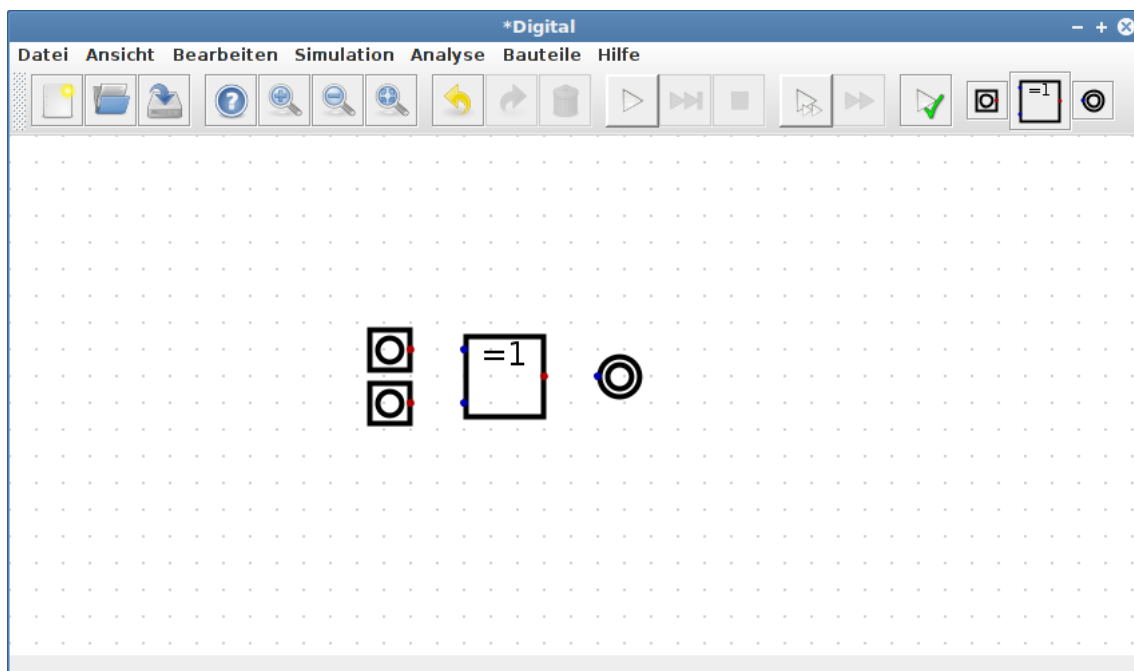 *Digital
Datei Ansicht Bearbeiten Simulation Analyse Bauteile Hilfe
? =1
=1